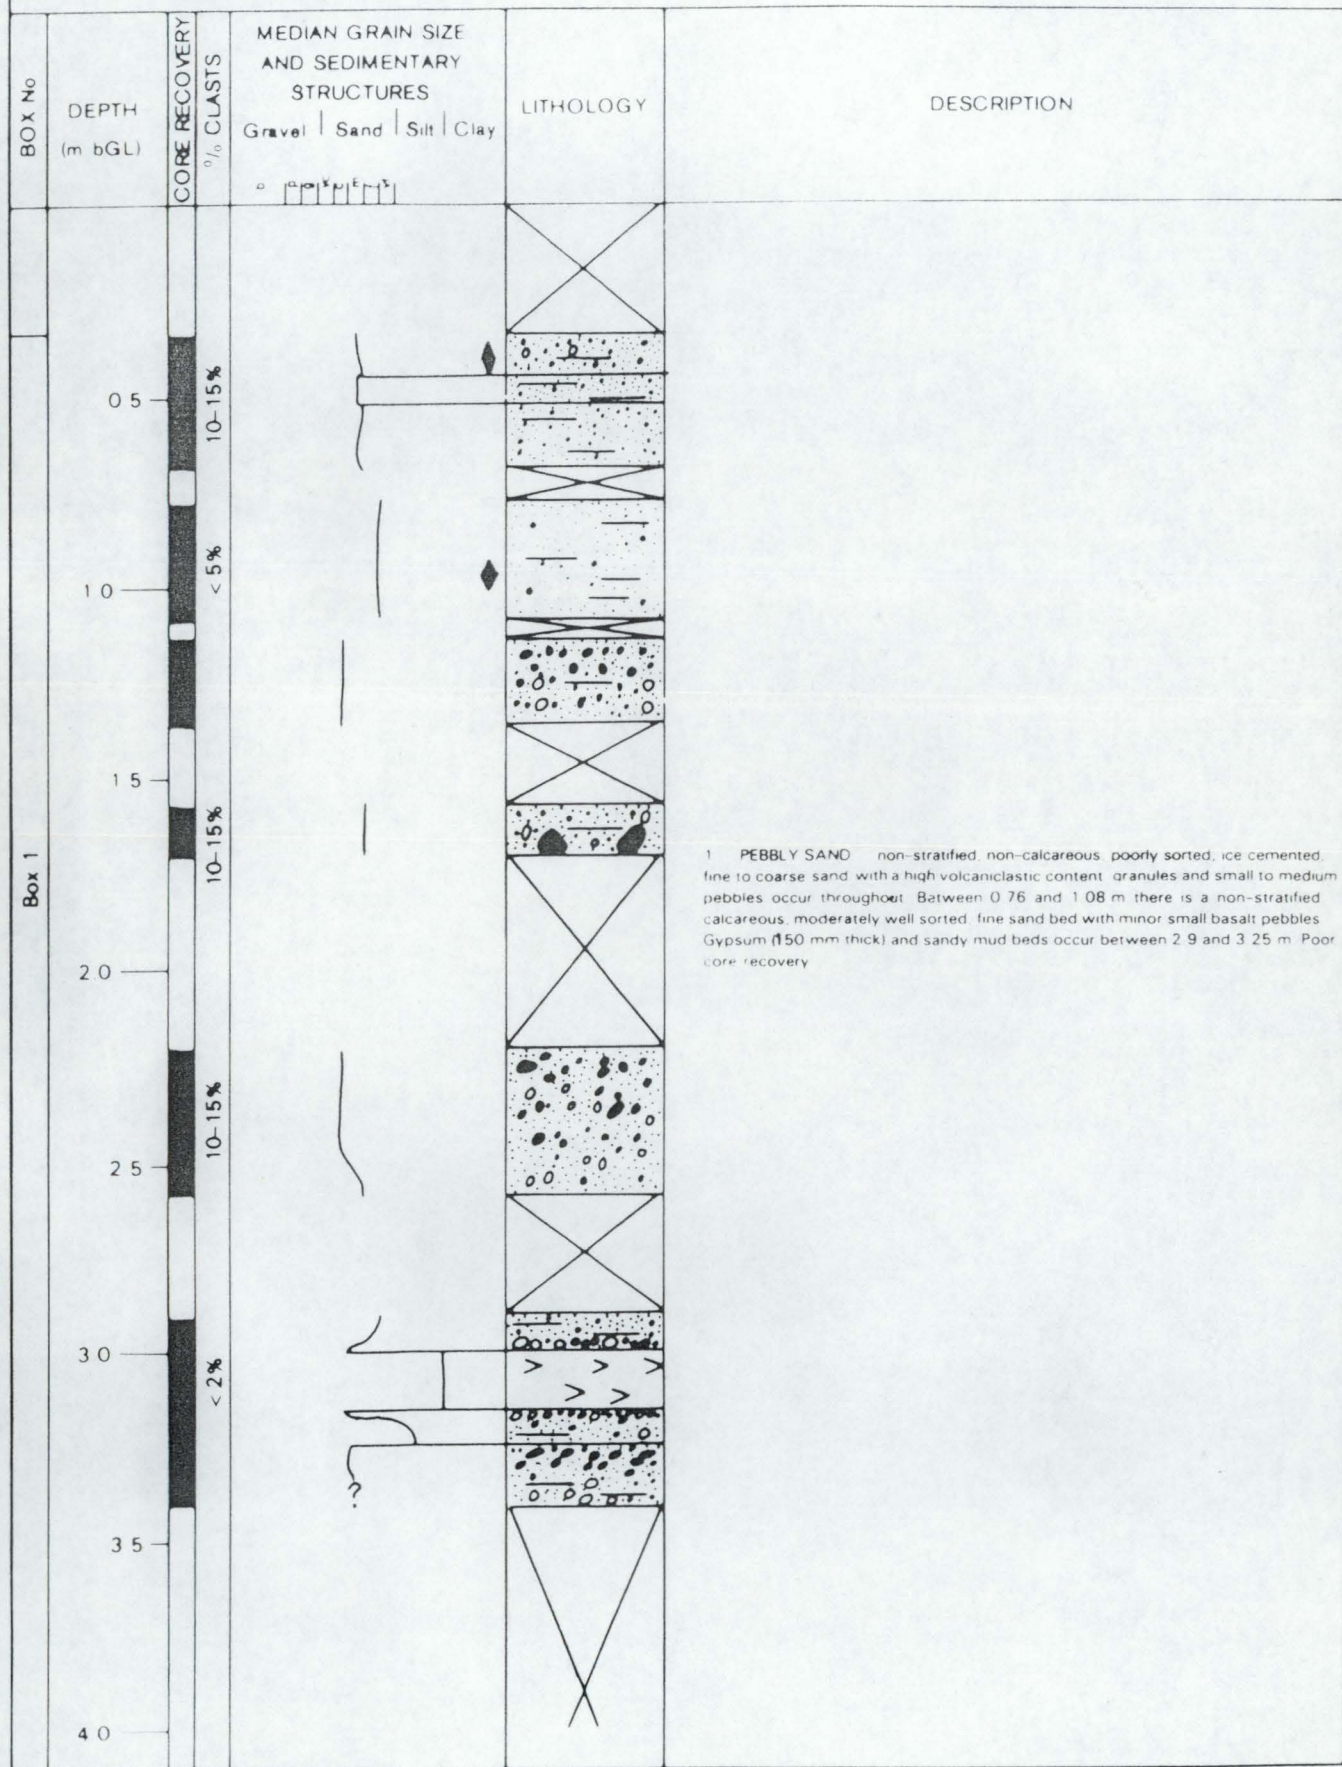 BOX No
DEPTH
(m bGL)
CORE RECOVERY
% CLASTS
MEDIAN GRAIN SIZE
AND SEDIMENTARY
STRUCTURES
Gravel | Sand | Silt | Clay
LITHOLOGY
DESCRIPTION
0 5
10-15%
< 5%
1 0
1 5
10-15%
Box 1
1 PEBBLY SAND non-stratified, non-calcareous poorly sorted, ice cemented,
fine to coarse sand with a high volcaniclastic content granules and small to medium
pebbles occur throughout Between 0 76 and 1 08 m there is a non-stratified
calcareous, moderately well sorted fine sand bed with minor small basalt pebbles
Gypsum (150 mm thick) and sandy mud beds occur between 2 9 and 3 25 m Poor
core recovery
2 0
10-15%
2 5
3 0
< 2%
?
3 5
4 0